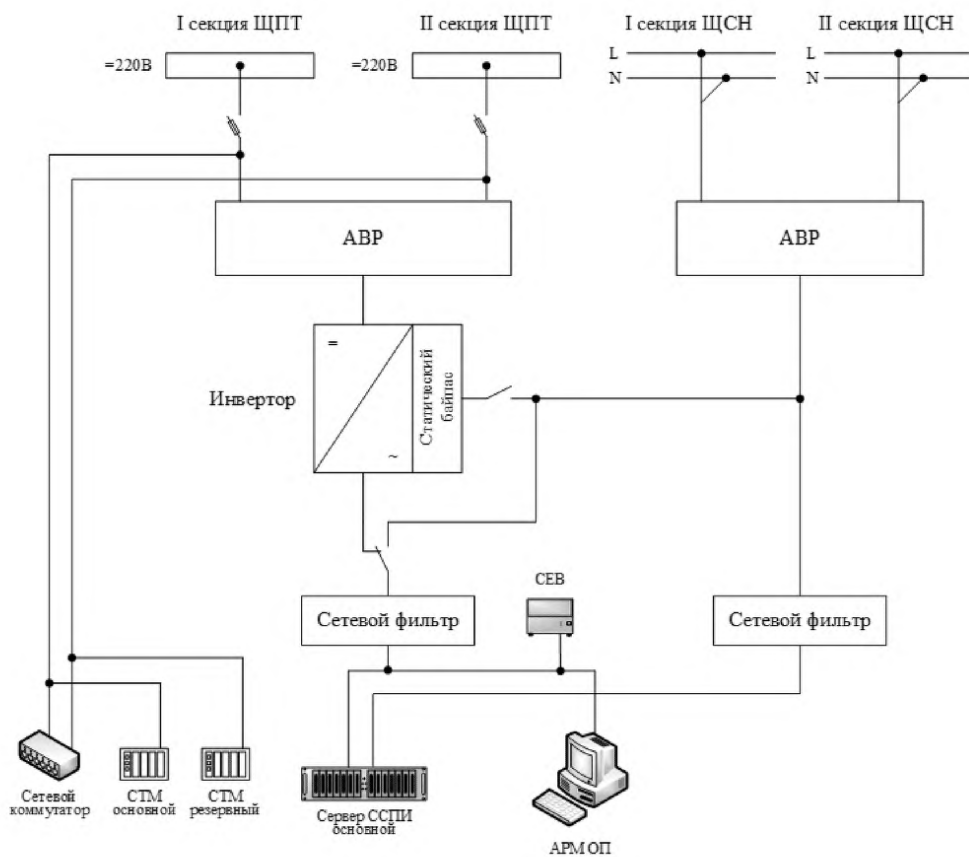 I секция ЩПТ
II секция ЩПТ
I секция ЩСН
II секция ЩСН
=220В
=220В
L
N
L
N
АВР
АВР
=
~
Статический
байпас
Инвертор
СЕВ
Сетевой фильтр
Сетевой фильтр
Сетевой
коммутатор
СТМ
основной
СТМ
резервный
Сервер ССПИ
основной
АРМ ОП